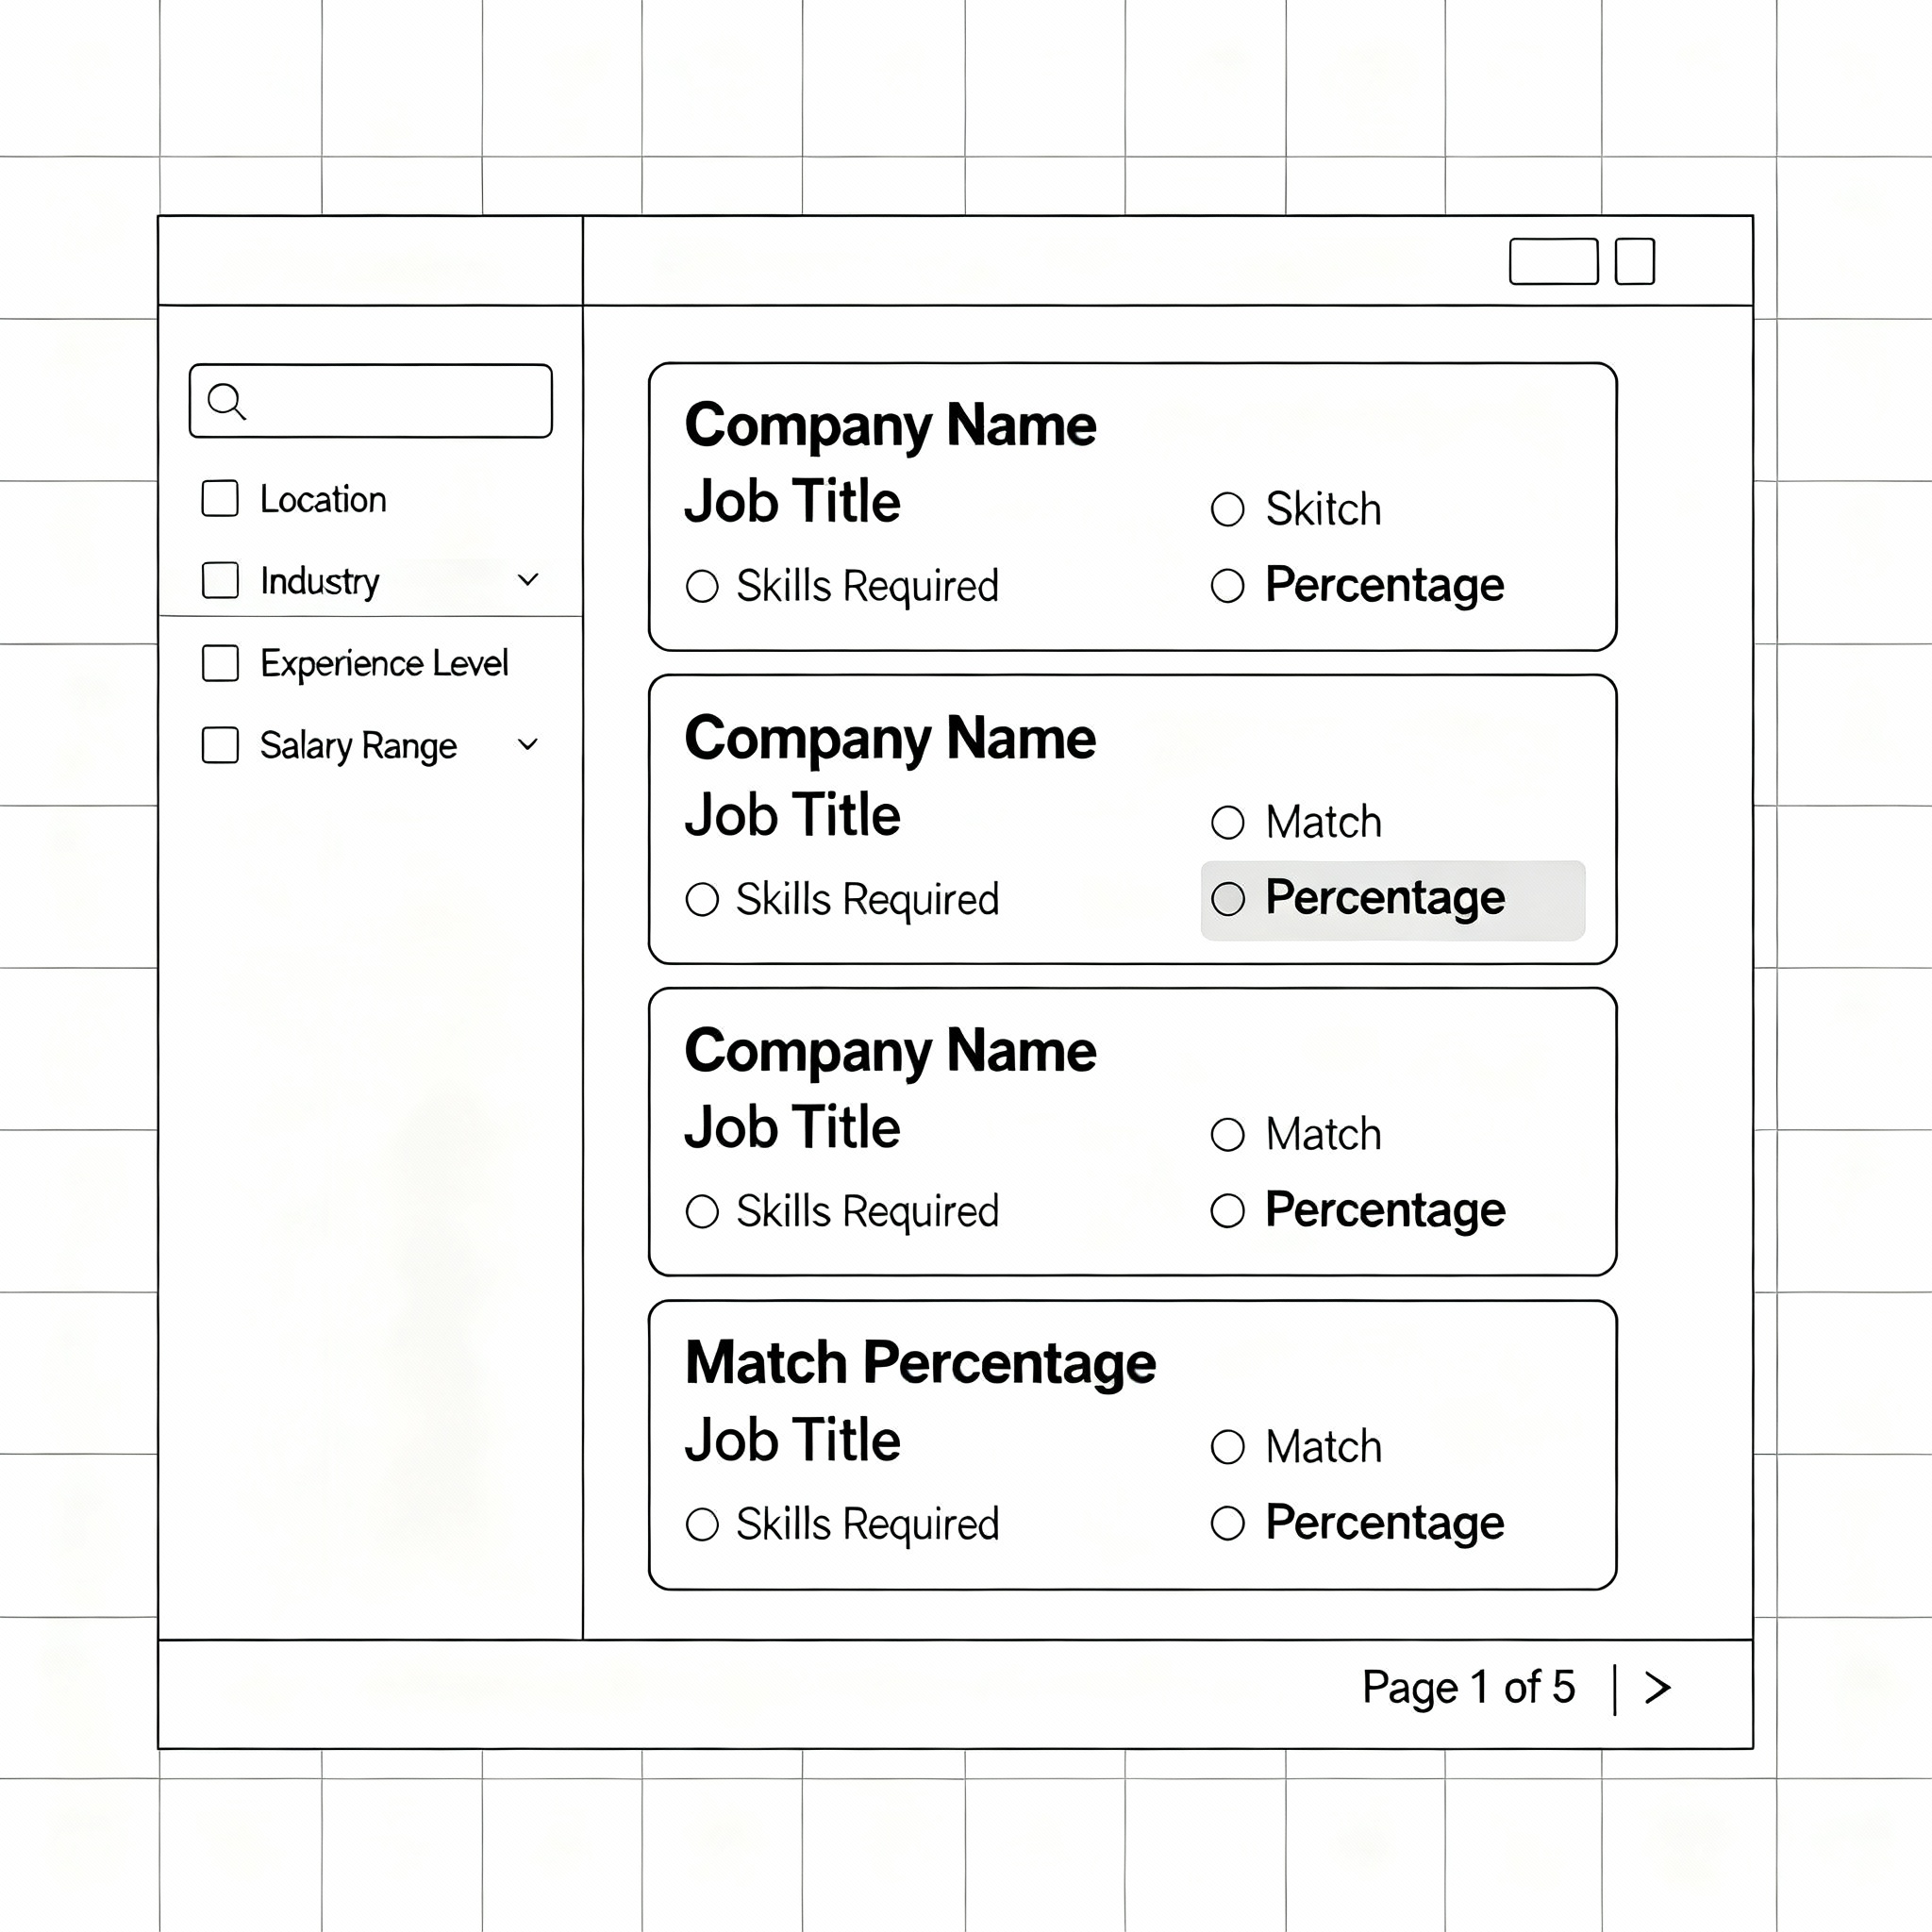 Location
Industry
Experience Level
Salary Range
Company Name
Job Title
Skitch
Skills Required
Percentage
Company Name
Job Title
Match
Skills Required
Percentage
Company Name
Job Title
Match
Skills Required
Percentage
Match Percentage
Job Title
Match
Skills Required
Percentage
Page 1 of 5 | >